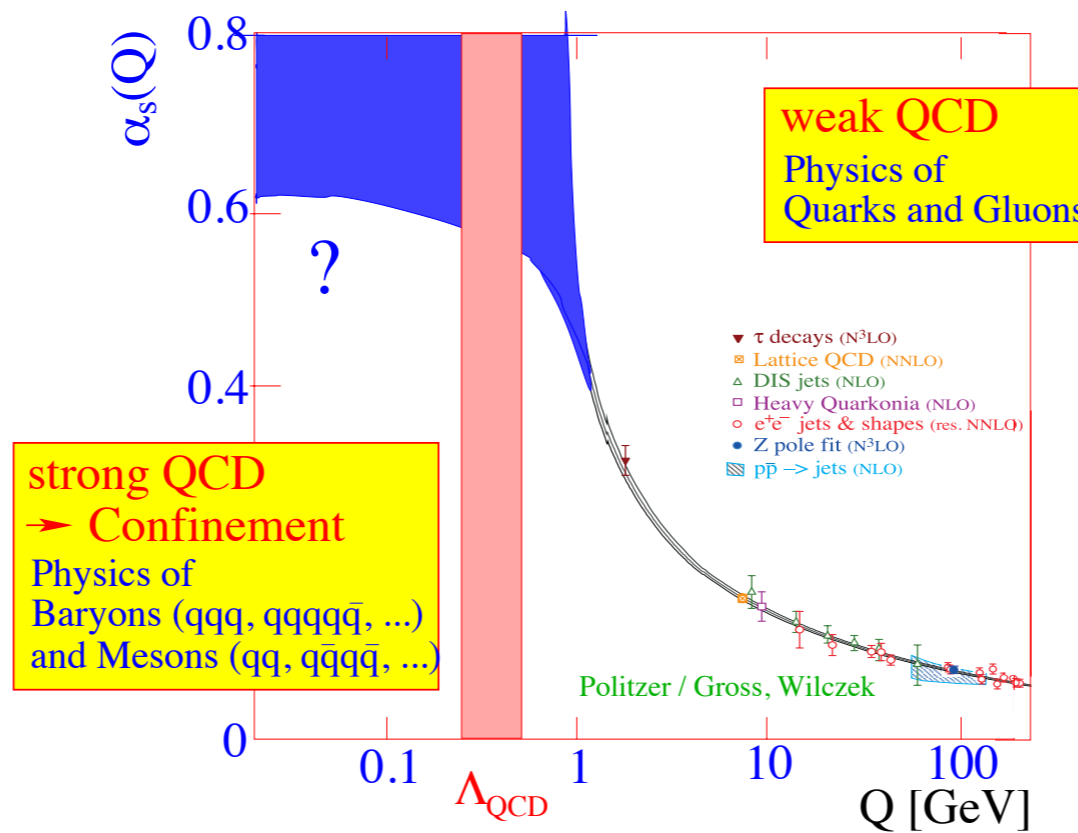 0.8
αs(Q)
weak QCD
Physics of
Quarks and Gluons
0.6
?
τ decays (N³LO)
Lattice QCD (NNLO)
DIS jets (NLO)
Heavy Quarkonia (NLO)
e⁺e⁻ jets & shapes (res. NNLO)
Z pole fit (N³LO)
pp̄ −> jets (NLO)
0.4
strong QCD
→ Confinement
Physics of
Baryons (qqq, qqqqq̄, ...)
and Mesons (qq, qq̄qq̄, ...)
Politzer / Gross, Wilczek
0
0.1
1
10
100
ΛQCD
Q [GeV]